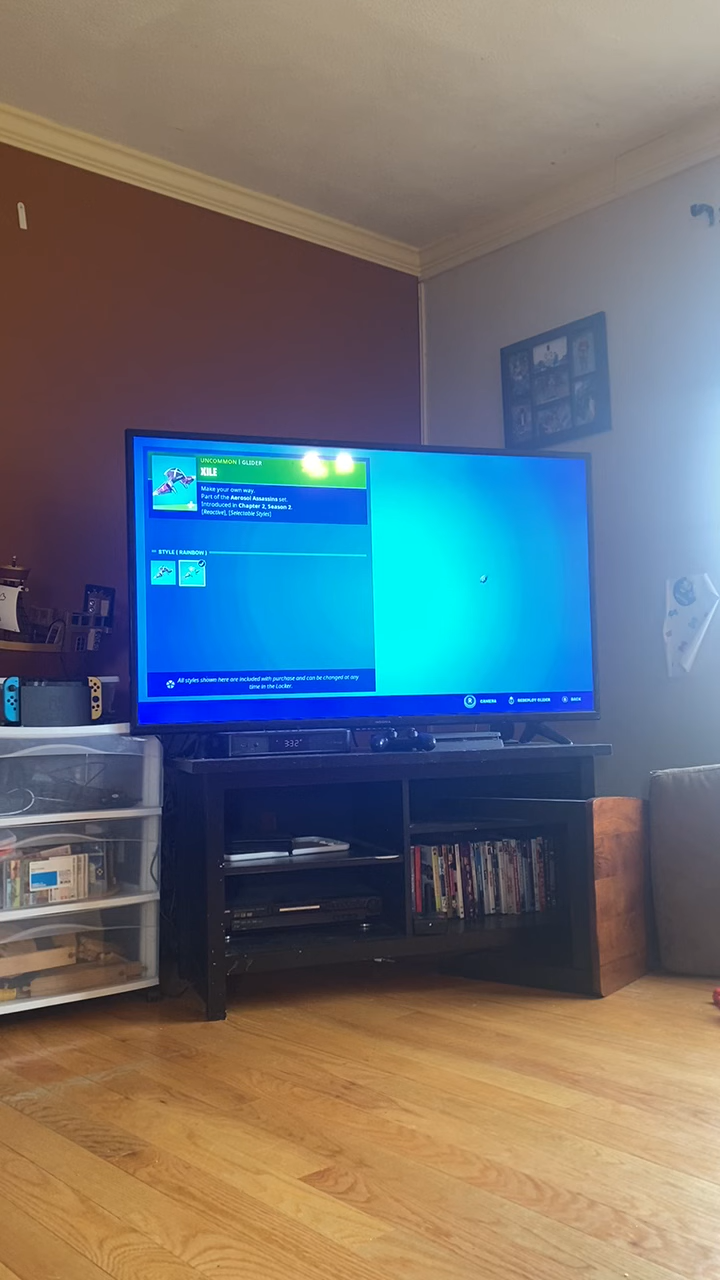 UNCOMMON | GLIDER
XILE
Make your own way.
Part of the Aerosol Assassins set.
Introduced in Chapter 2, Season 2.
[Reactive], [Selectable Styles]
STYLE ( RAINBOW )
All styles shown here are included with purchase and can be changed at any
time in the Locker.
R CAMERA REDEPLOY GLIDER BACK
3:32